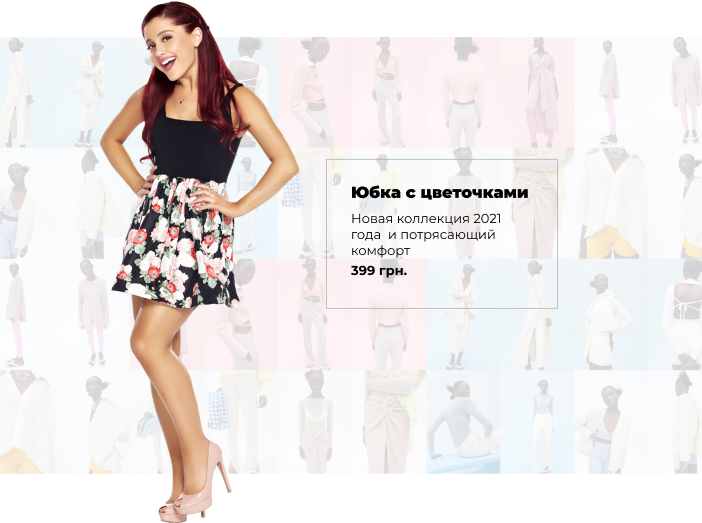 Юбка с цветочками
Новая коллекция 2021
года  и потрясающий
комфорт
399 грн.